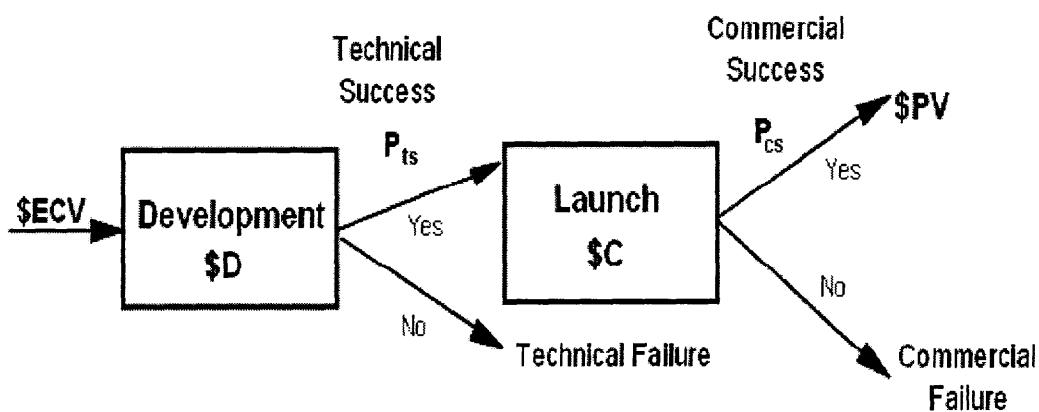 Technical
Success
P_ts
Commercial
Success
P_cs
$PV
Yes
$ECV
Development
$D
Yes
Launch
$C
No
Technical Failure
No
Commercial
Failure